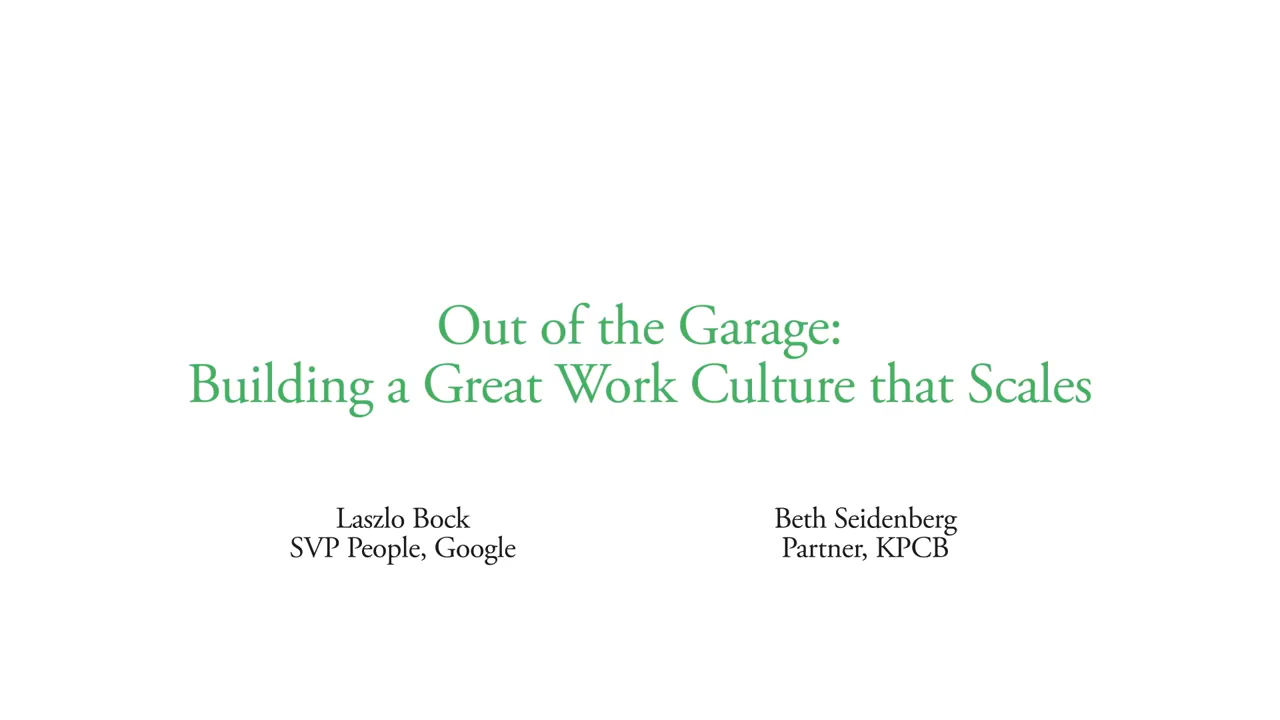 Out of the Garage:
Building a Great Work Culture that Scales
Laszlo Bock
SVP People, Google
Beth Seidenberg
Partner, KPCB